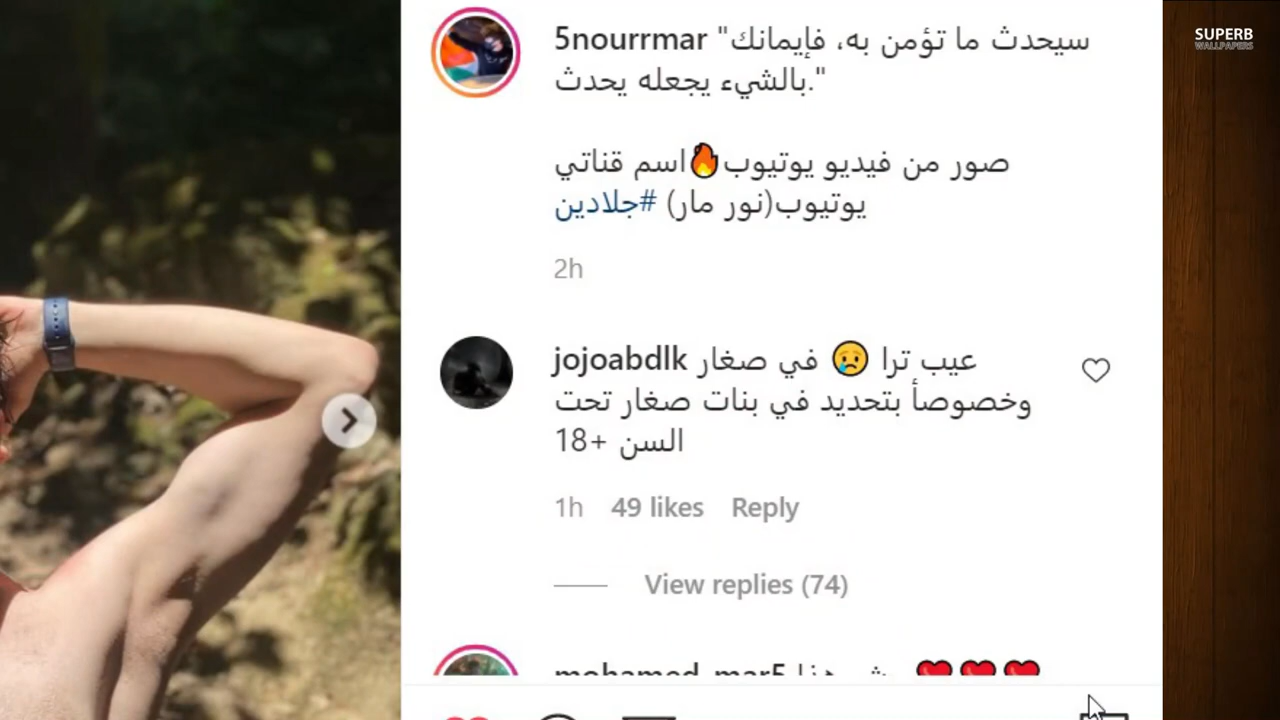 5nourrmar "سيحدث ما تؤمن به، فإيمانك
بالشيء يجعله يحدث."
صور من فيديو يوتيوب🔥اسم قناتي
يوتيوب(نور مار) #جلادين
2h
jojoabdlk عيب ترا 😢 في صغار
وخصوصأ بتحديد في بنات صغار تحت
السن +18
1h 49 likes Reply
View replies (74)
mohamed_mar5 ❤️❤️❤️
SUPERB
WALLPAPERS